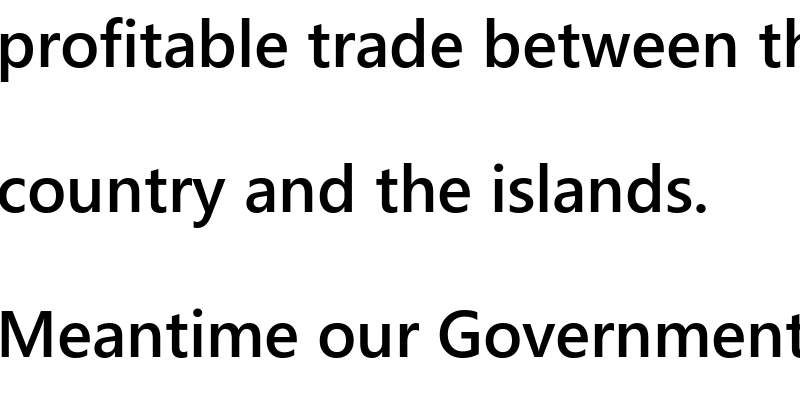 profitable trade between th
country and the islands.
Meantime our Government